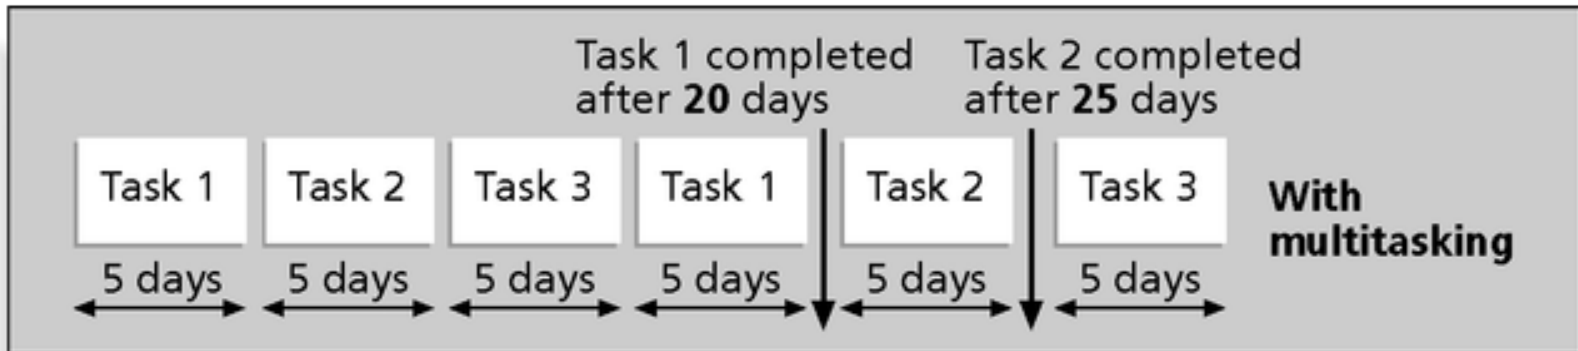 Task 1 completed
after 20 days
Task 2 completed
after 25 days
Task 1
Task 2
Task 3
Task 1
Task 2
Task 3
With
multitasking
5 days
5 days
5 days
5 days
5 days
5 days